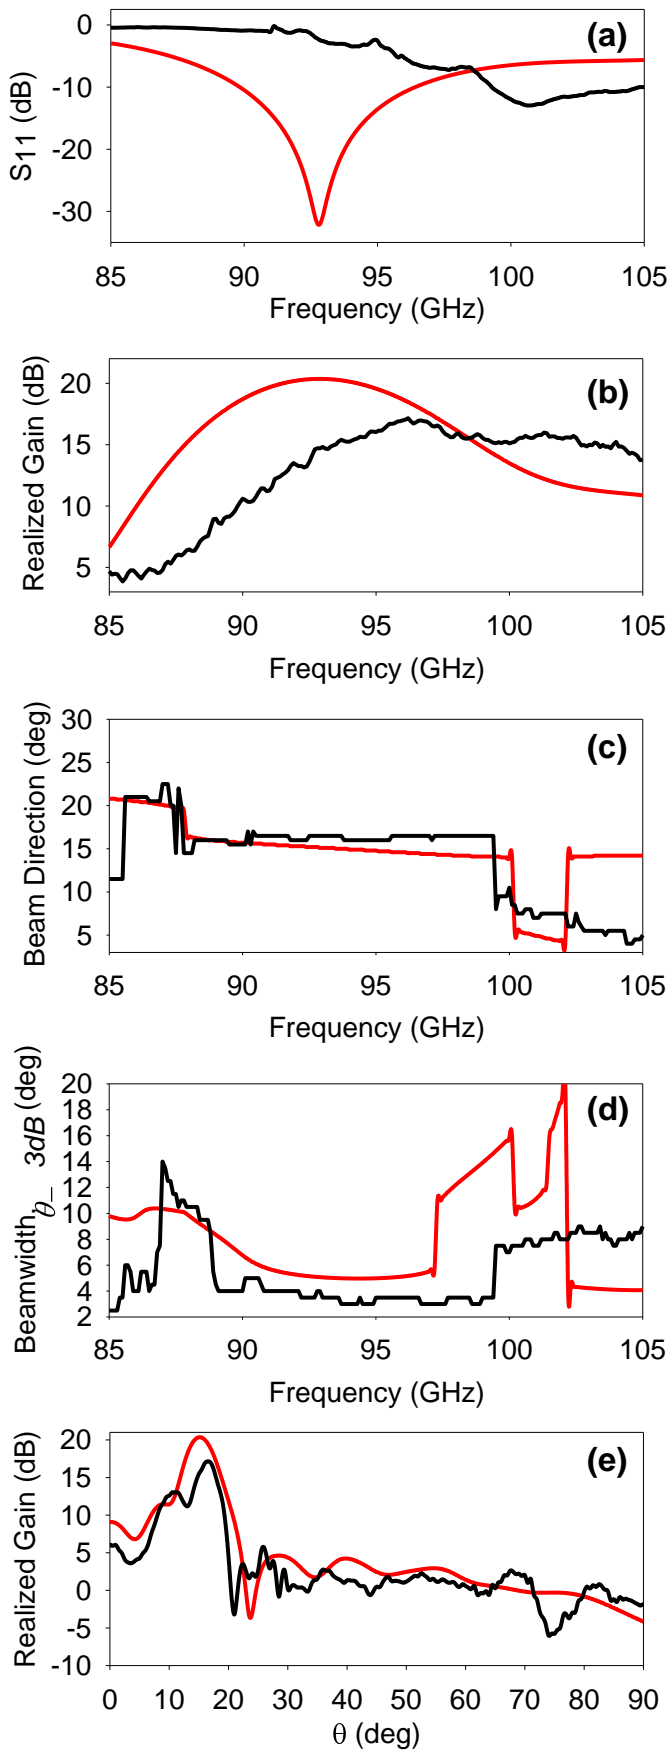 (a)
0
-10
-20
-30
S11 (dB)
85 90 95 100 105
Frequency (GHz)
(b)
20
15
10
5
Realized Gain (dB)
85 90 95 100 105
Frequency (GHz)
(c)
30
25
20
15
10
5
Beam Direction (deg)
85 90 95 100 105
Frequency (GHz)
(d)
20
18
16
14
12
10
8
6
4
2
Beamwidth, θ_ 3dB (deg)
85 90 95 100 105
Frequency (GHz)
(e)
20
15
10
5
0
-5
-10
Realized Gain (dB)
0 10 20 30 40 50 60 70 80 90
θ (deg)